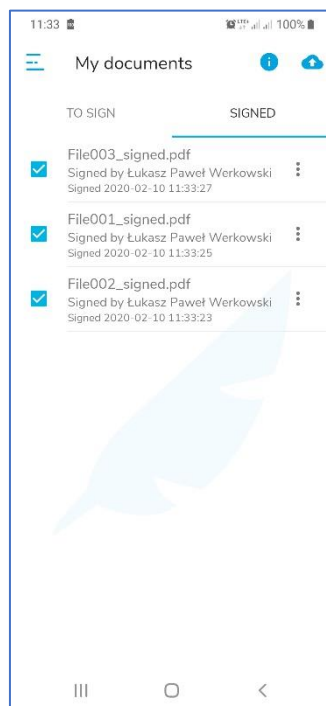 11:33 100%
My documents
TO SIGN SIGNED
File003_signed.pdf
Signed by Łukasz Paweł Werkowski
Signed 2020-02-10 11:33:27
File001_signed.pdf
Signed by Łukasz Paweł Werkowski
Signed 2020-02-10 11:33:25
File002_signed.pdf
Signed by Łukasz Paweł Werkowski
Signed 2020-02-10 11:33:23